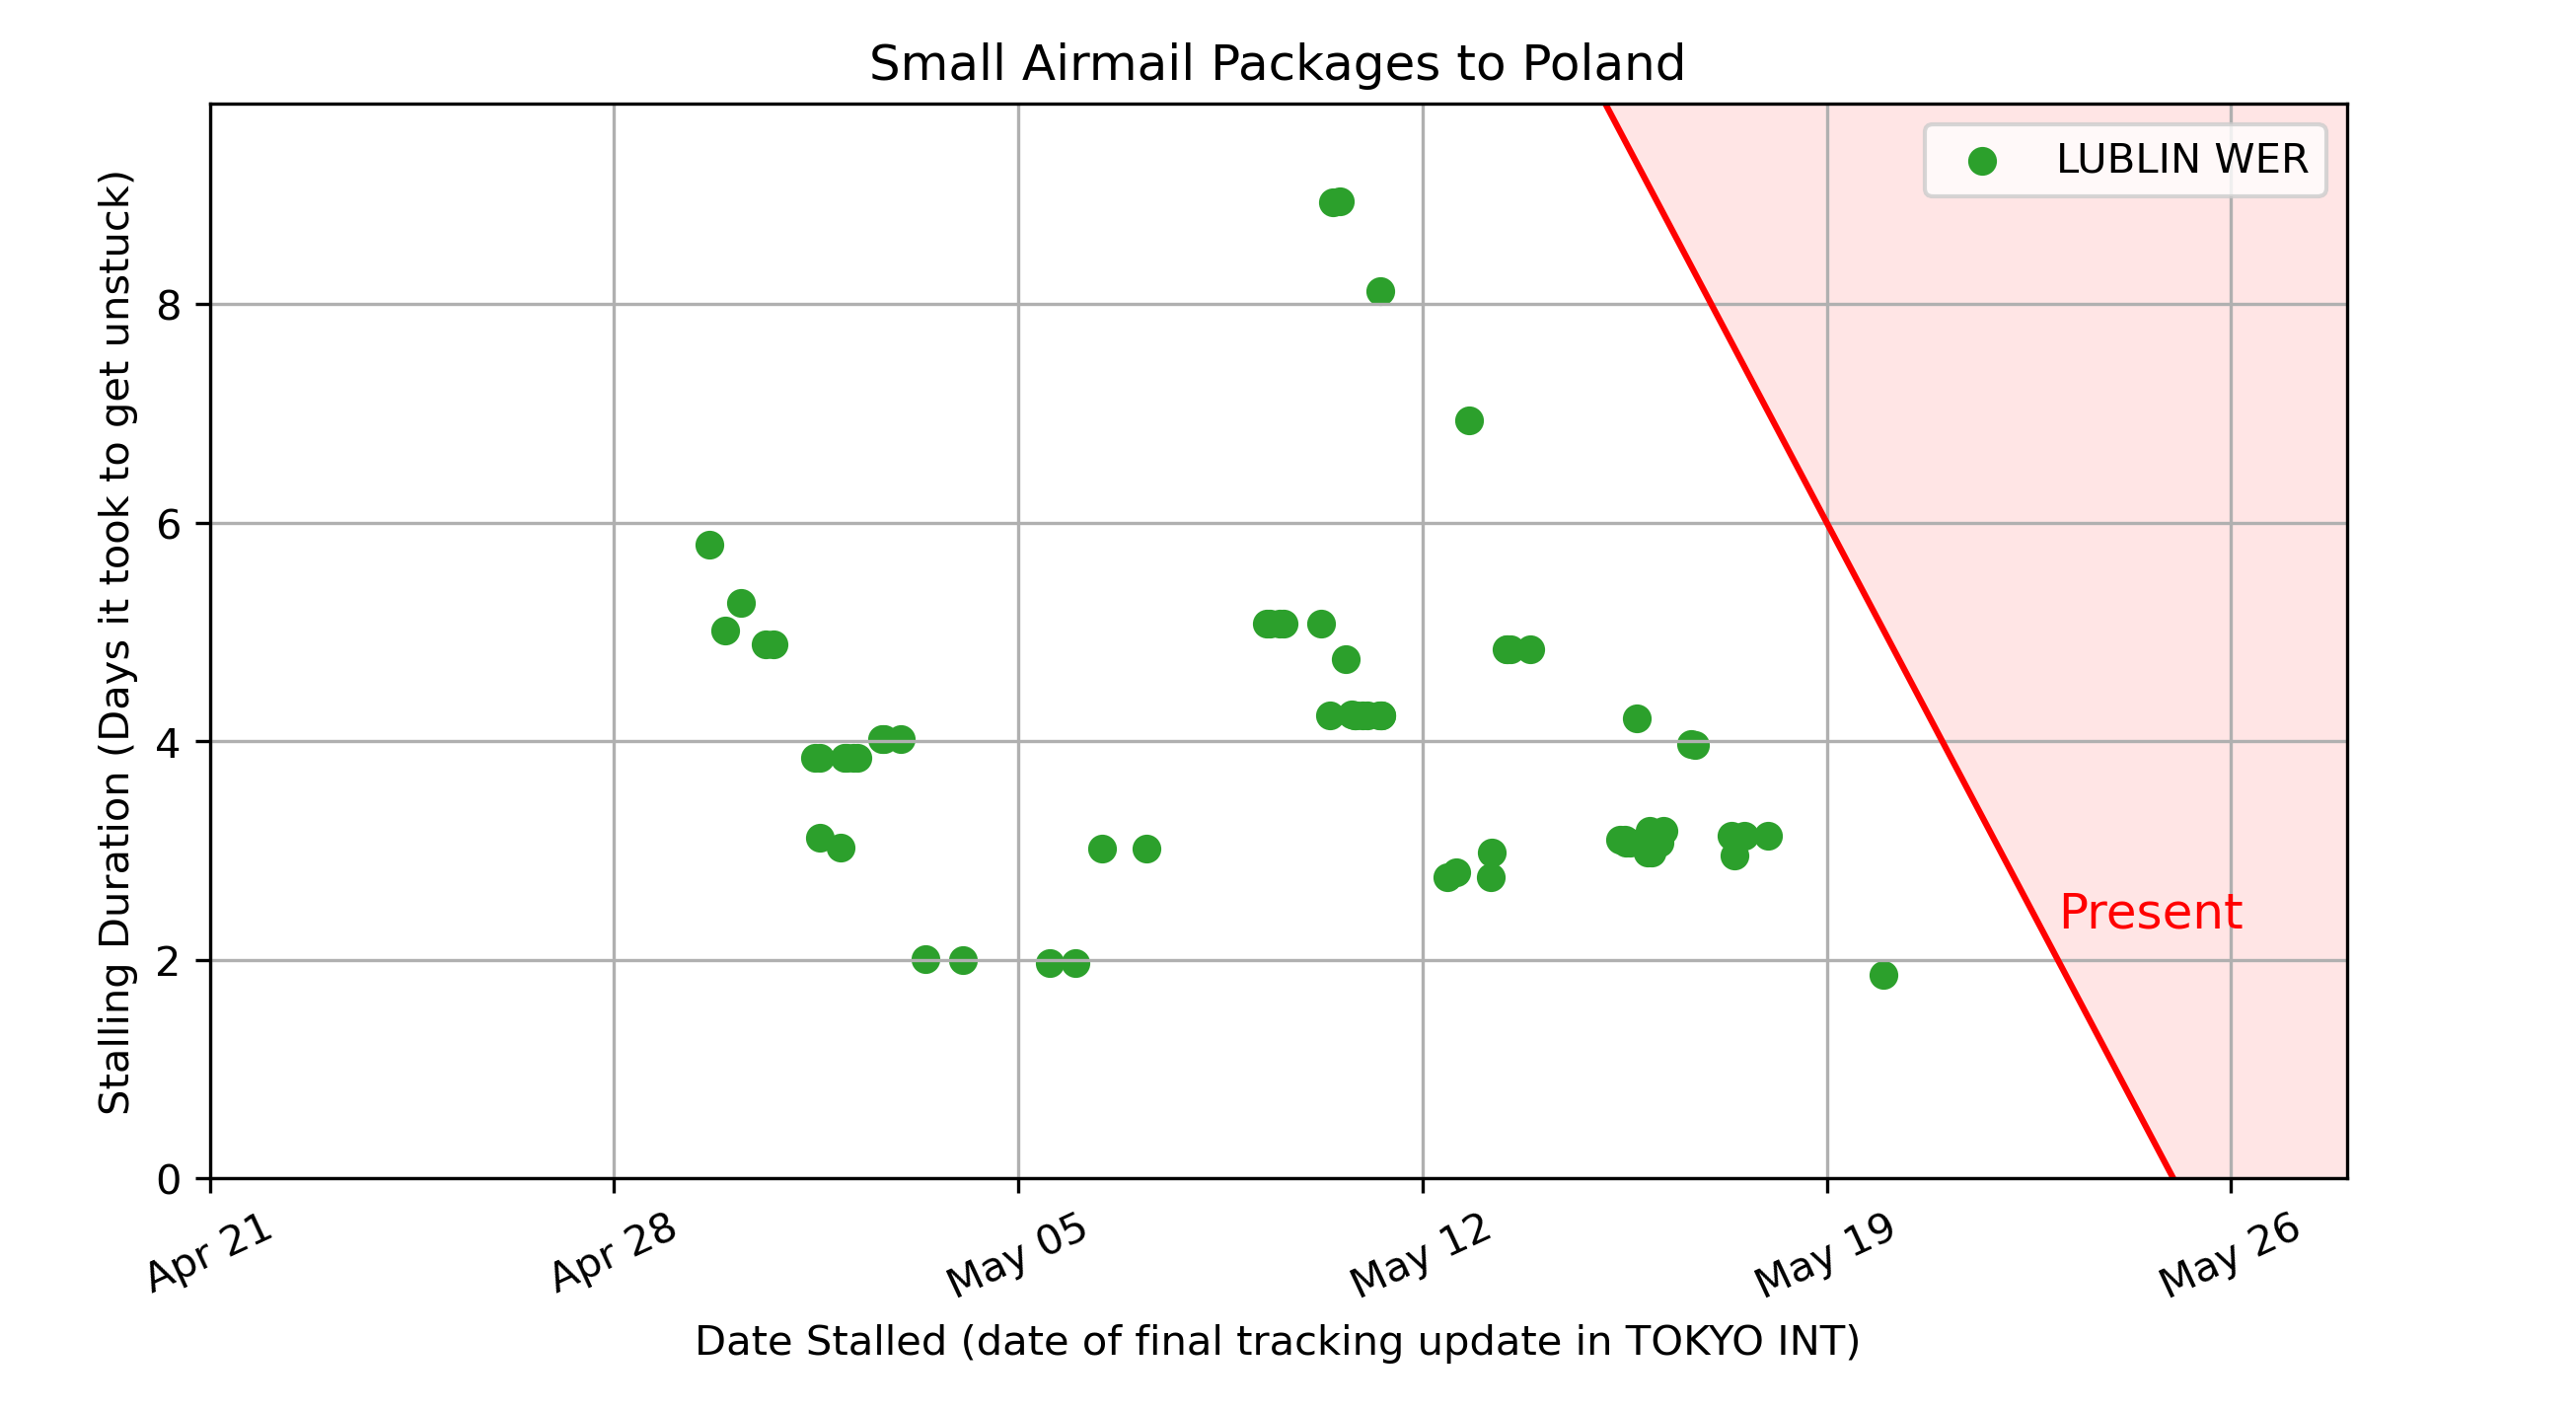 Small Airmail Packages to Poland
LUBLIN WER
Stalling Duration (Days it took to get unstuck)
8
6
4
2
0
Present
Apr 21
Apr 28
May 05
May 12
May 19
May 26
Date Stalled (date of final tracking update in TOKYO INT)